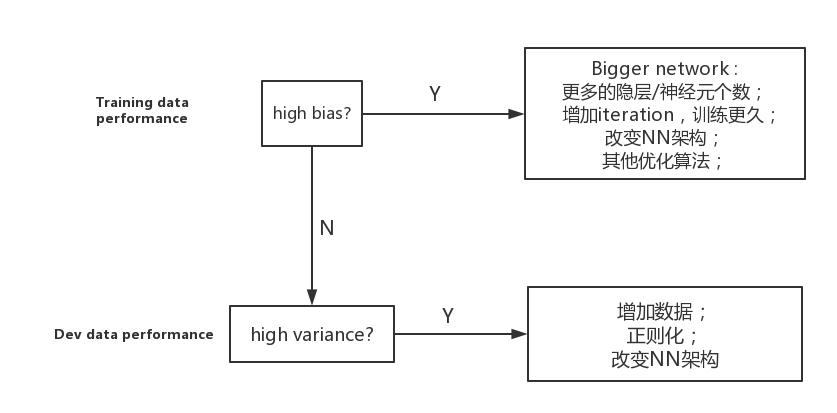 Training data
performance
high bias?
Y
Bigger network：
更多的隐层/神经元个数；
增加iteration，训练更久；
改变NN架构；
其他优化算法；
N
Dev data performance
high variance?
Y
增加数据；
正则化；
改变NN架构